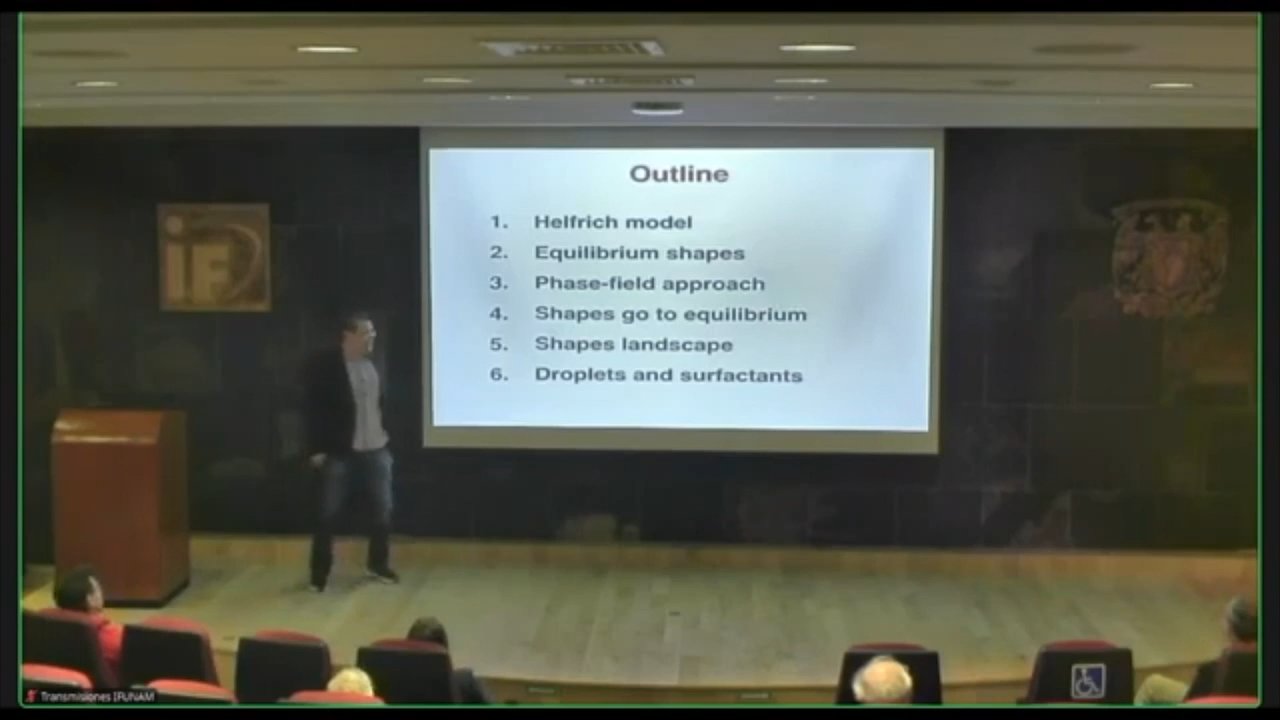 Outline
1. Helfrich model
2. Equilibrium shapes
3. Phase-field approach
4. Shapes go to equilibrium
5. Shapes landscape
6. Droplets and surfactants
iF
Transmisiones IFUNAM